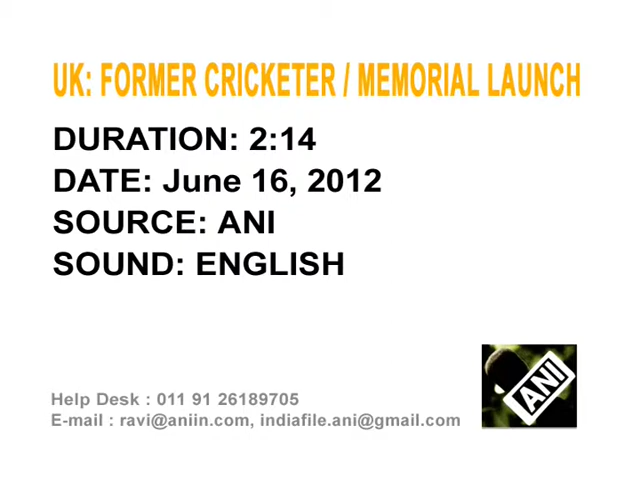 UK: FORMER CRICKETER / MEMORIAL LAUNCH
DURATION: 2:14
DATE: June 16, 2012
SOURCE: ANI
SOUND: ENGLISH
Help Desk : 011 91 26189705
E-mail : ravi@aniin.com, indiafile.ani@gmail.com
ANI